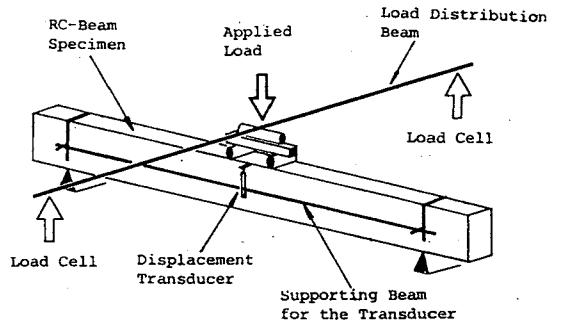 RC-Beam
Specimen
Applied
Load
Load Distribution
Beam
Load Cell
Load Cell
Displacement
Transducer
Supporting Beam
for the Transducer